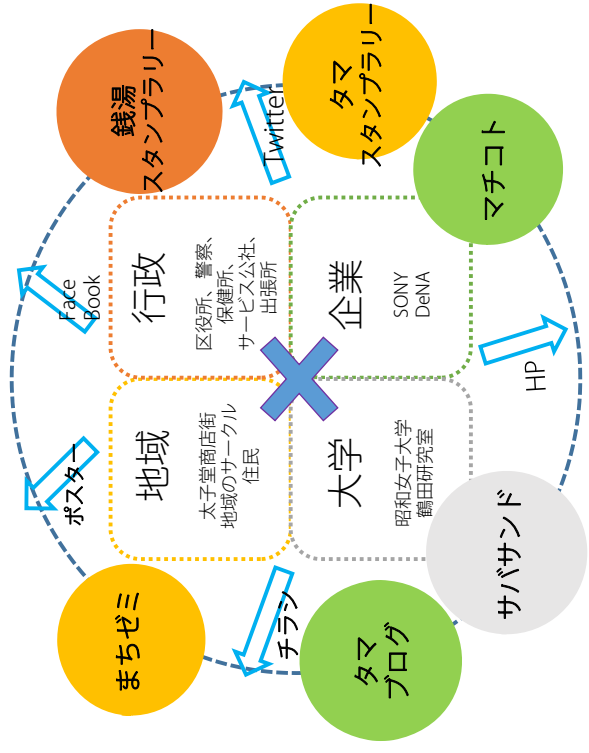 まちゼミ
ポスター
Face
Book
銭湯
スタンプラリー
地域
太子堂商店街
地域のサークル
住民
行政
区役所、警察、
保健所、
サービス公社、
出張所
チラシ
Twitter
タマ
ブログ
大学
昭和女子大学
鶴田研究室
企業
SONY
DeNA
タマ
スタンプラリー
サバサンド
HP
マチコト